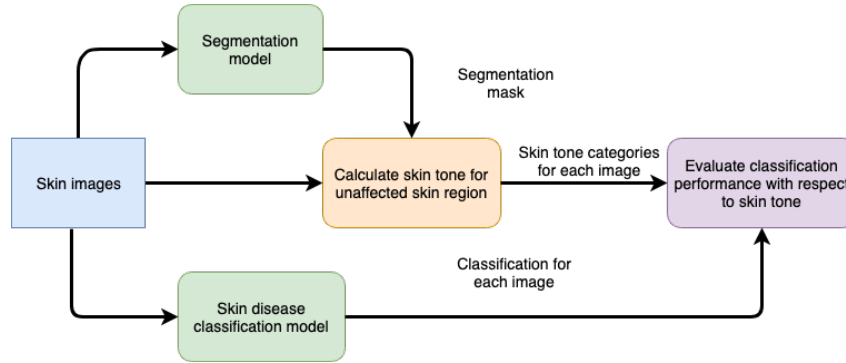 Segmentation
model
Segmentation
mask
Skin images
Calculate skin tone for
unaffected skin region
Skin tone categories
for each image
Evaluate classification
performance with respect
to skin tone
Classification for
each image
Skin disease
classification model